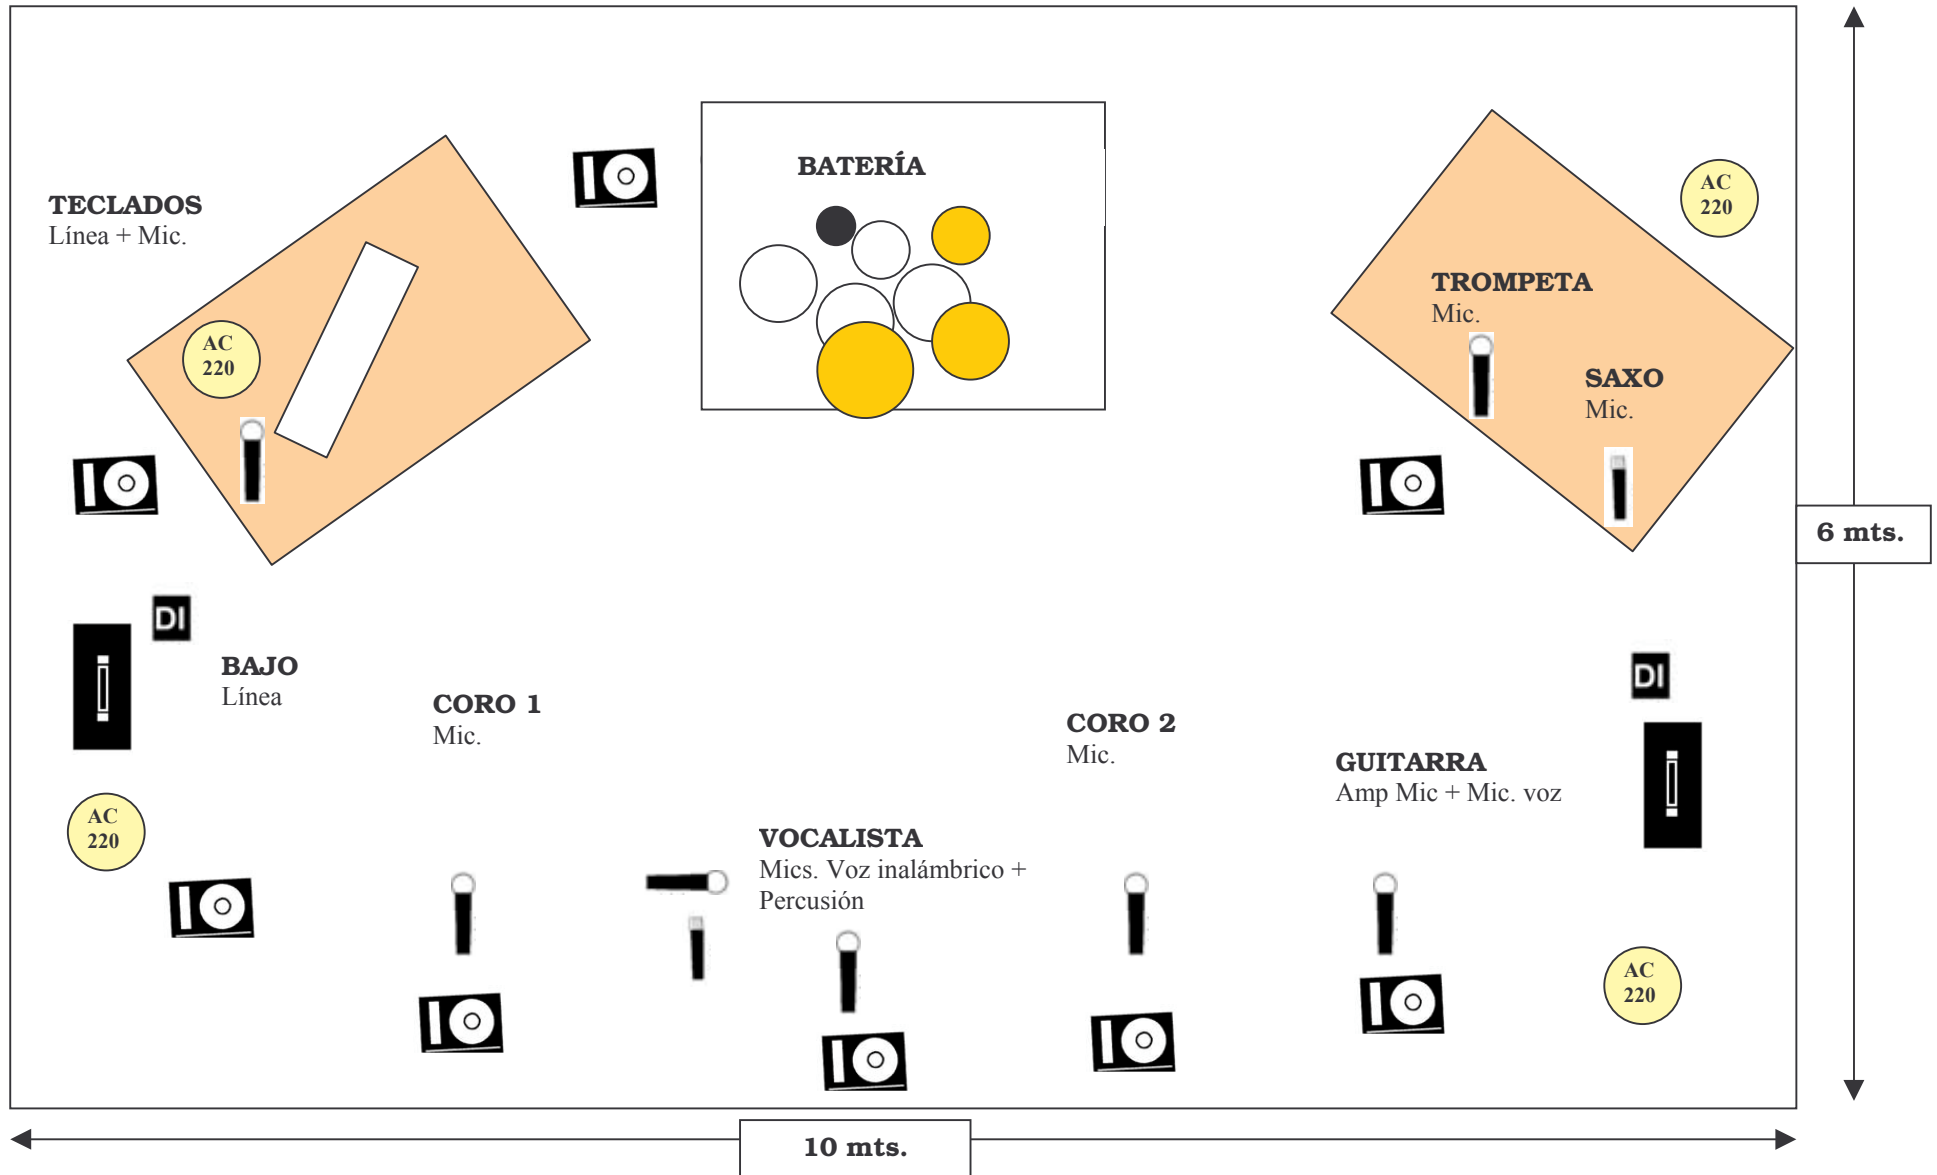 BATERÍA
TECLADOS
Línea + Mic.
AC
220
AC
220
TROMPETA
Mic.
SAXO
Mic.
6 mts.
DI
BAJO
Línea
CORO 1
Mic.
CORO 2
Mic.
DI
GUITARRA
Amp Mic + Mic. voz
AC
220
VOCALISTA
Mics. Voz inalámbrico +
Percusión
AC
220
10 mts.